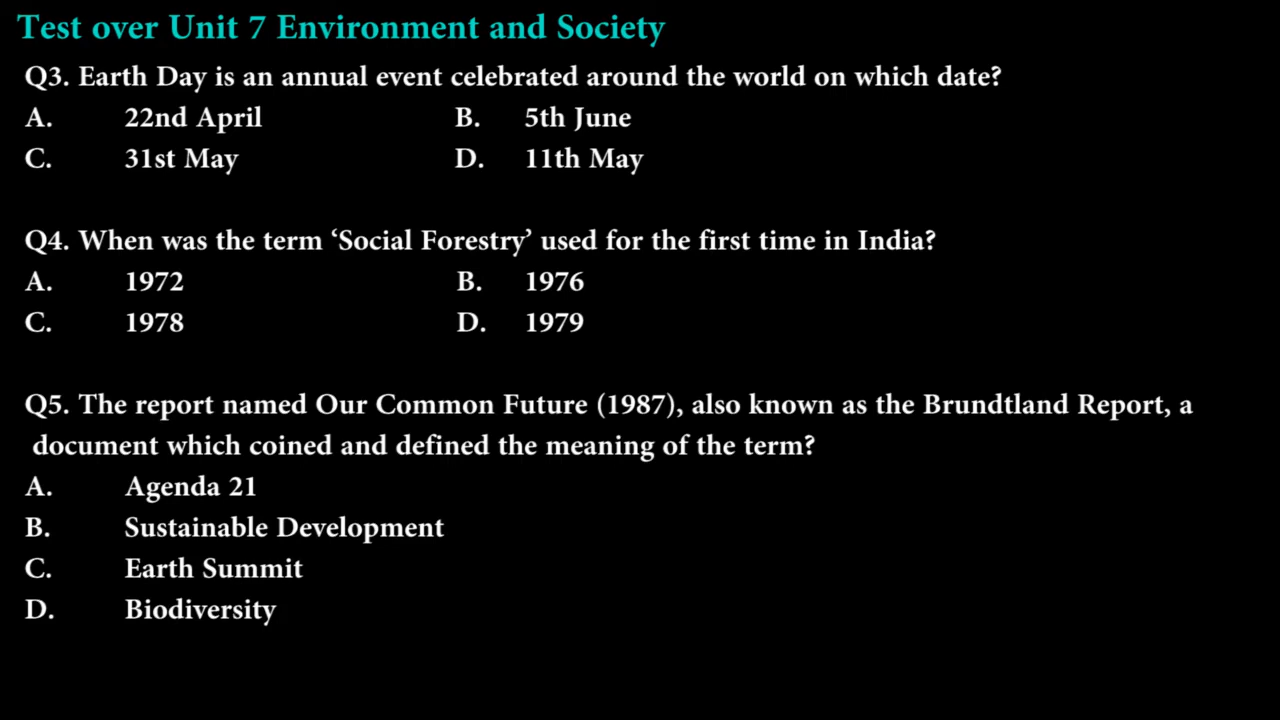 Test over Unit 7 Environment and Society
Q3. Earth Day is an annual event celebrated around the world on which date?
A. 22nd April B. 5th June
C. 31st May D. 11th May
Q4. When was the term ‘Social Forestry’ used for the first time in India?
A. 1972 B. 1976
C. 1978 D. 1979
Q5. The report named Our Common Future (1987), also known as the Brundtland Report, a
document which coined and defined the meaning of the term?
A. Agenda 21
B. Sustainable Development
C. Earth Summit
D. Biodiversity